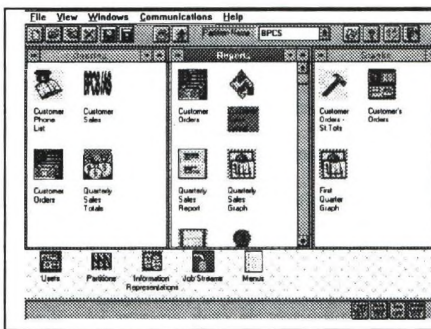 File View Windows Communications Help
BPCS
Reports
Customer Phone List
Customer Sales
Customer Orders
Quarterly Sales Totals
Customer Orders
Quarterly Sales Report
Quarterly Sales Graph
Customer Orders - St.Tots
Customer's Orders
First Quarter Graph
Users
Partitions
Information Representations
Job Streams
Menus